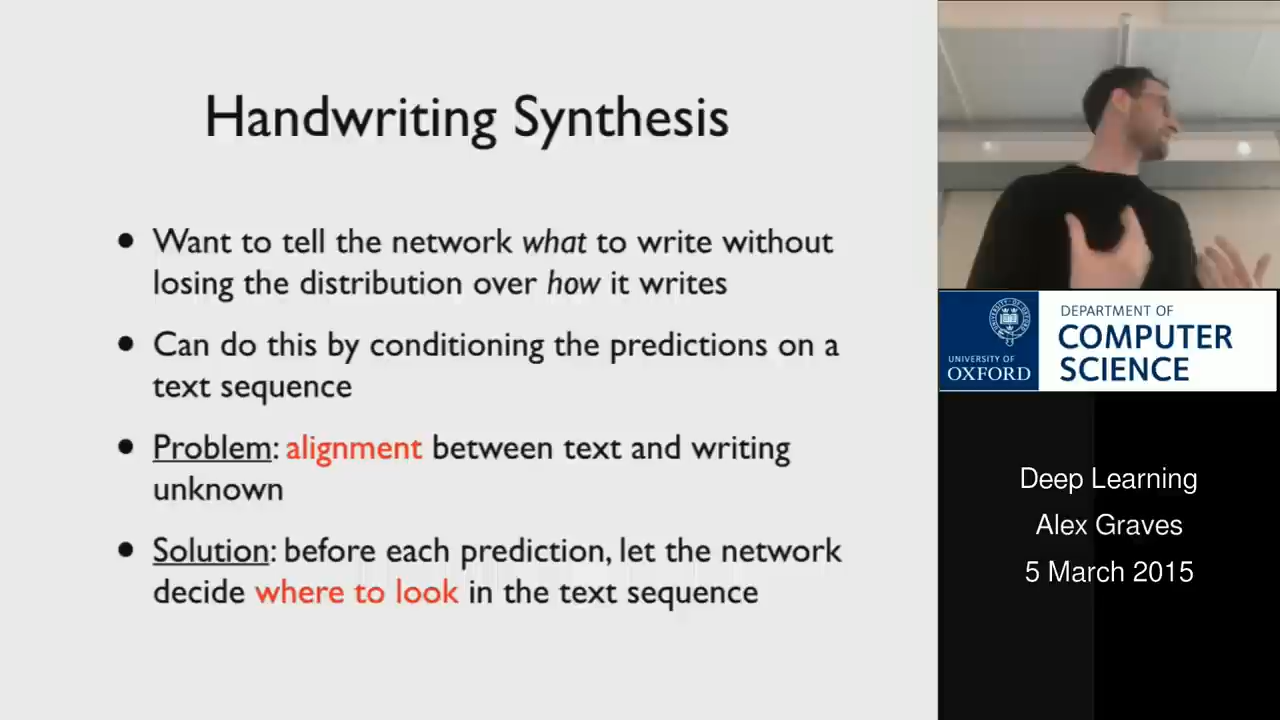 Handwriting Synthesis
• Want to tell the network what to write without
losing the distribution over how it writes
• Can do this by conditioning the predictions on a
text sequence
• Problem: alignment between text and writing
unknown
• Solution: before each prediction, let the network
decide where to look in the text sequence
UNIVERSITY OF
OXFORD
DEPARTMENT OF
COMPUTER
SCIENCE
Deep Learning
Alex Graves
5 March 2015